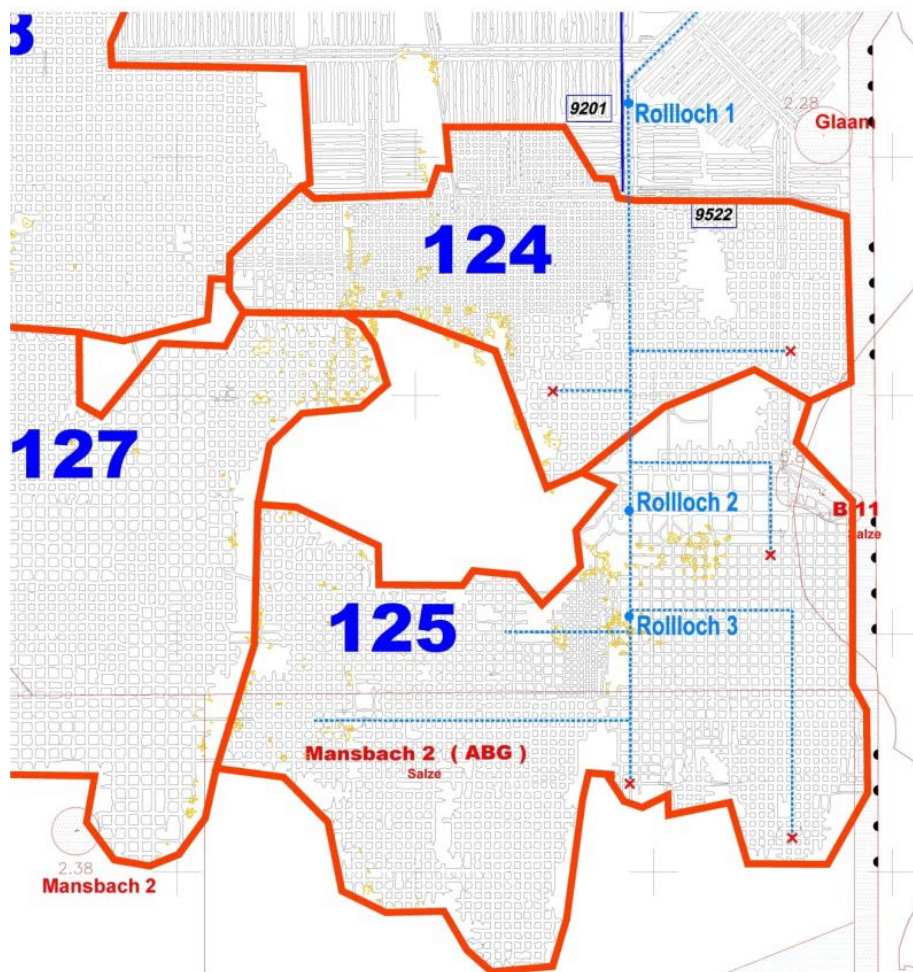 9201
Rollloch 1
2.28
Glaam
9522
124
127
Rollloch 2
B 11
Salze
125
Rollloch 3
Mansbach 2 ( ABG )
Salze
2.38
Mansbach 2